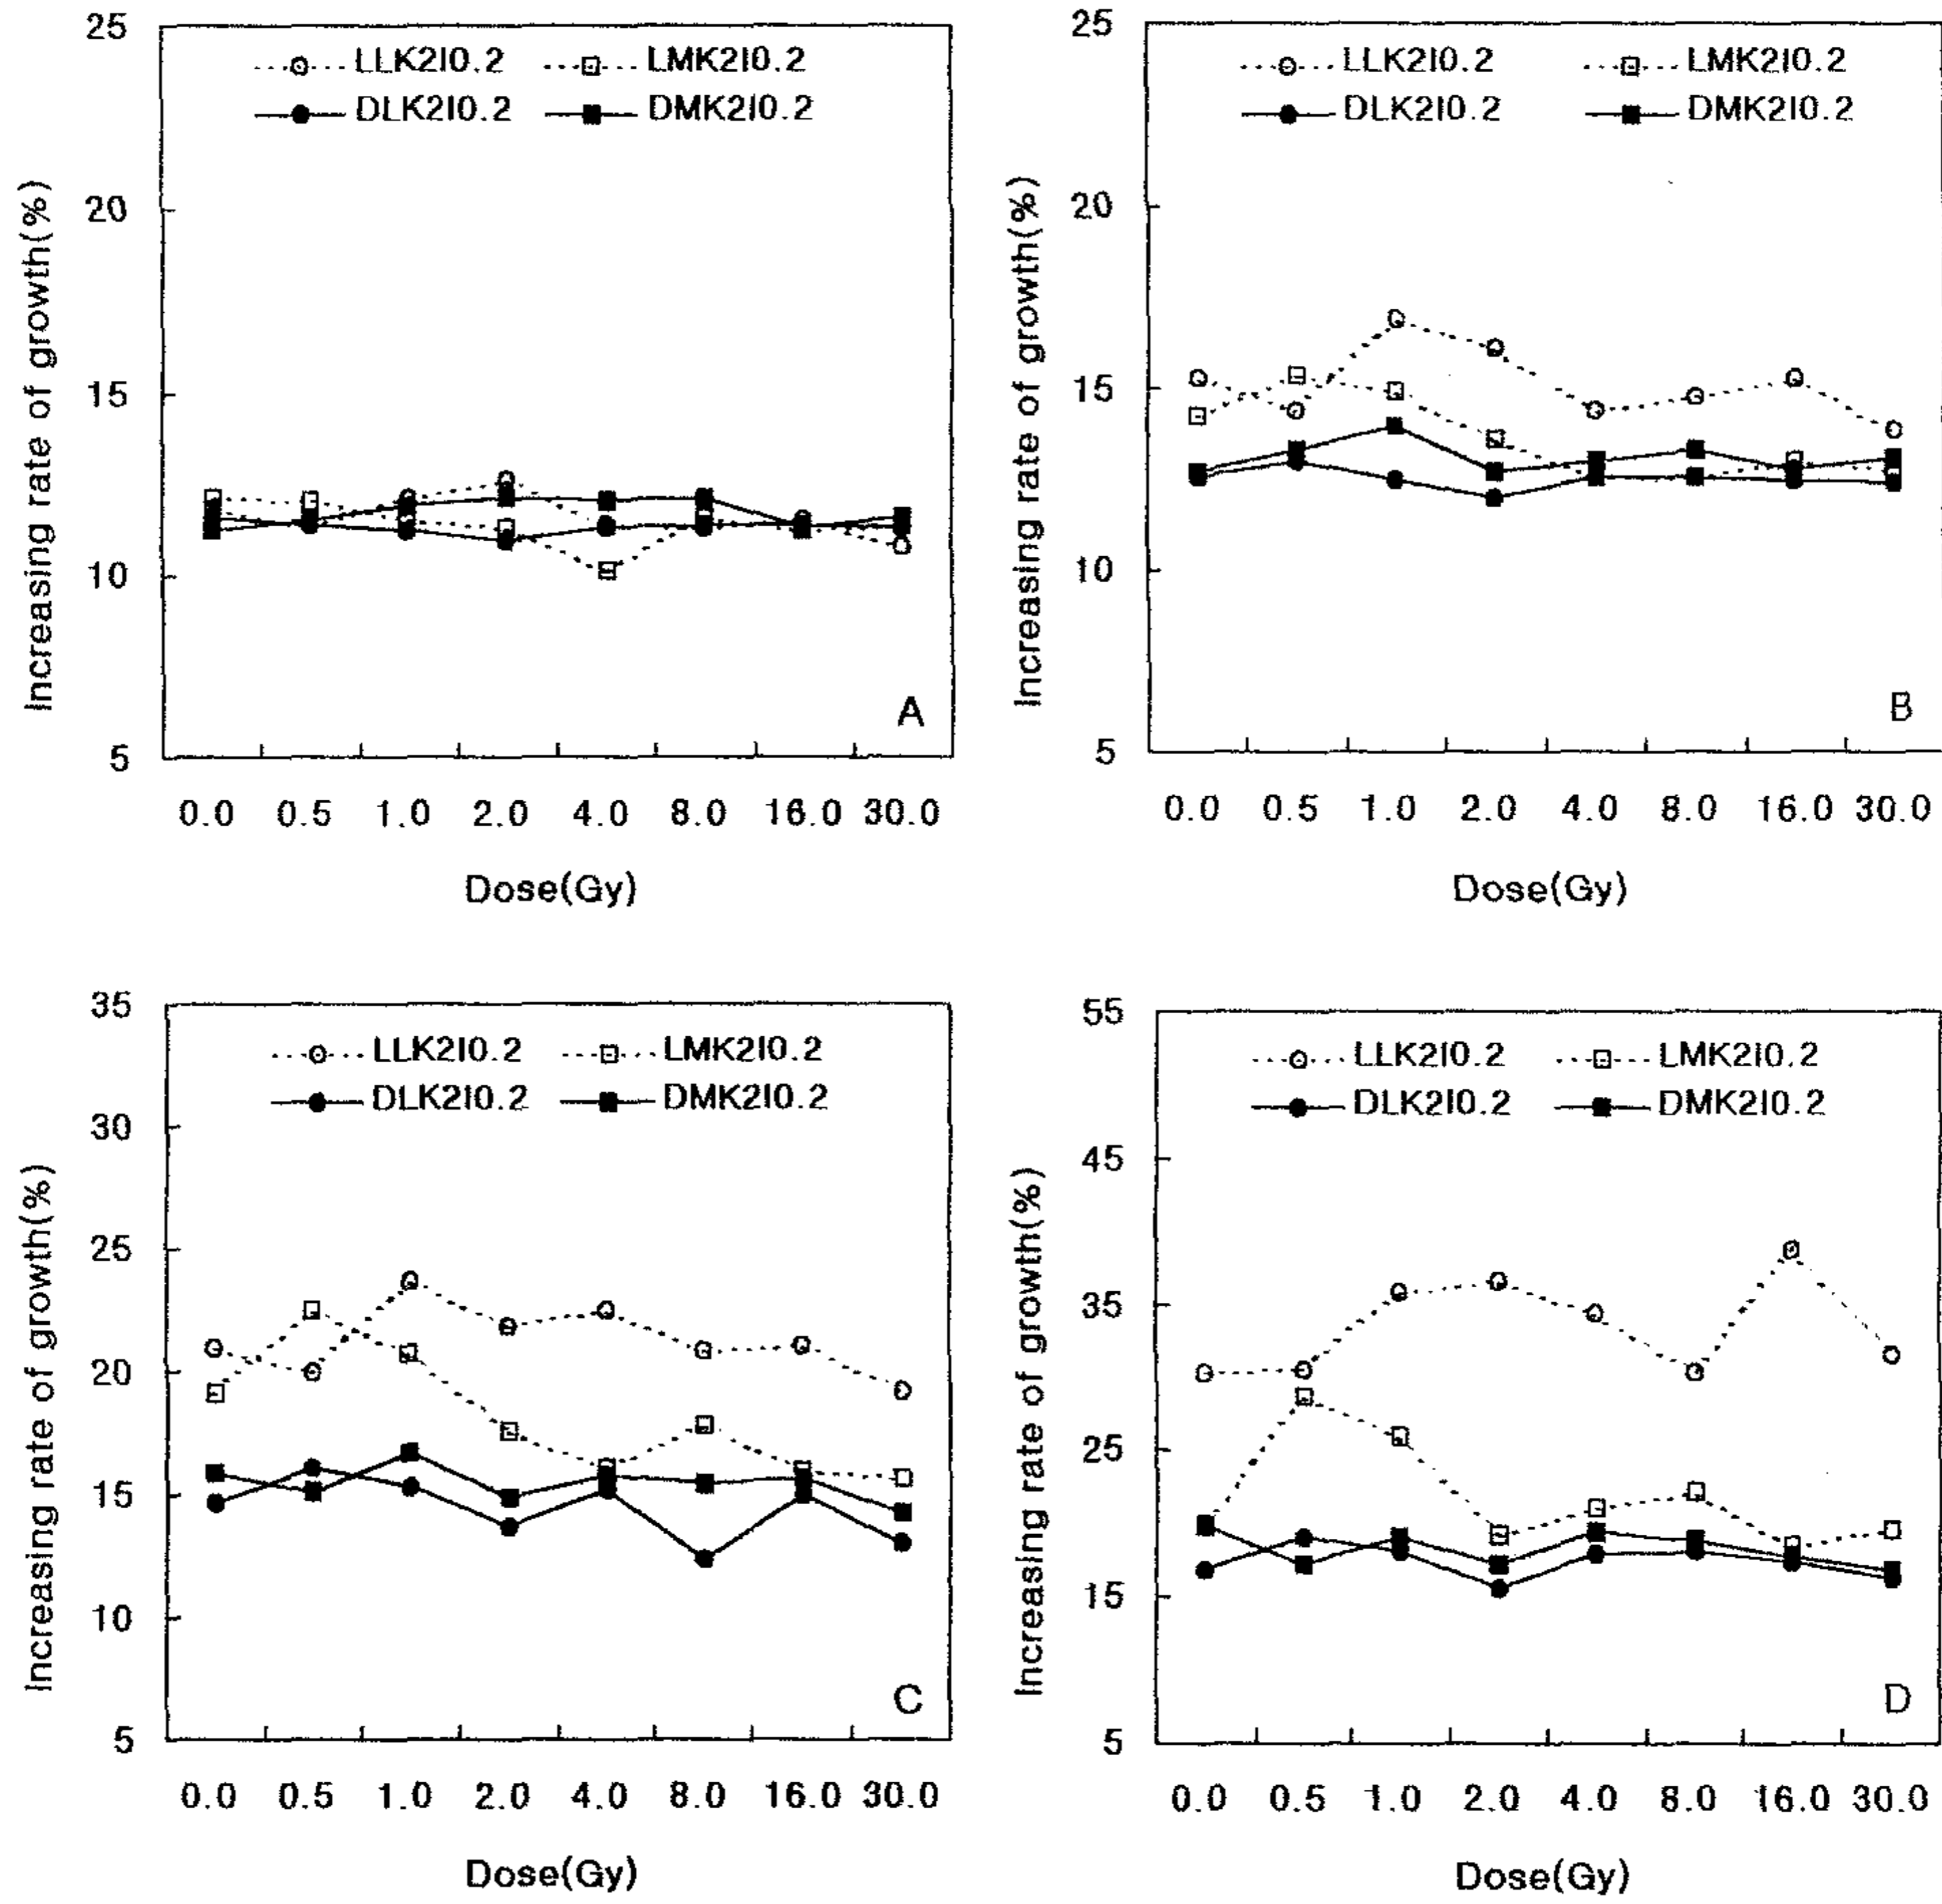 25
LLK2I0.2 LMK2I0.2
DLK2I0.2 DMK2I0.2
20
15
10
5
Increasing rate of growth(%)
A
0.0 0.5 1.0 2.0 4.0 8.0 16.0 30.0
Dose(Gy)
25
LLK2I0.2 LMK2I0.2
DLK2I0.2 DMK2I0.2
20
15
10
5
Increasing rate of growth(%)
B
0.0 0.5 1.0 2.0 4.0 8.0 16.0 30.0
Dose(Gy)
35
LLK2I0.2 LMK2I0.2
DLK2I0.2 DMK2I0.2
30
25
20
15
10
5
Increasing rate of growth(%)
C
0.0 0.5 1.0 2.0 4.0 8.0 16.0 30.0
Dose(Gy)
55
LLK2I0.2 LMK2I0.2
DLK2I0.2 DMK2I0.2
45
35
25
15
5
Increasing rate of growth(%)
D
0.0 0.5 1.0 2.0 4.0 8.0 16.0 30.0
Dose(Gy)